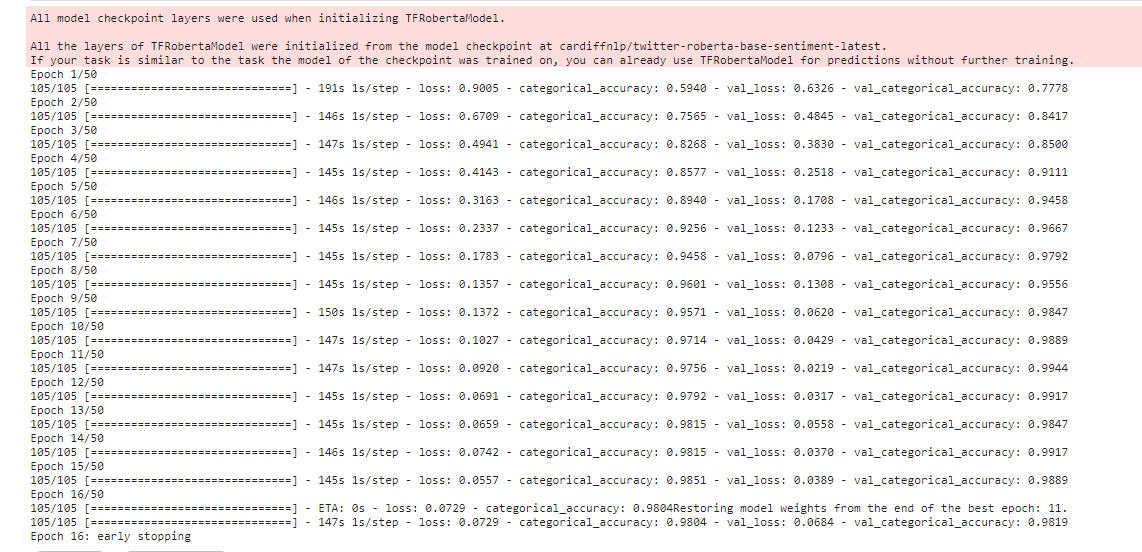 All model checkpoint layers were used when initializing TFRobertaModel.
All the layers of TFRobertaModel were initialized from the model checkpoint at cardiffnlp/twitter-roberta-base-sentiment-latest.
If your task is similar to the task the model of the checkpoint was trained on, you can already use TFRobertaModel for predictions without further training.
Epoch 1/50
105/105 [==============================] - 191s 1s/step - loss: 0.9005 - categorical_accuracy: 0.5940 - val_loss: 0.6326 - val_categorical_accuracy: 0.7778
Epoch 2/50
105/105 [==============================] - 146s 1s/step - loss: 0.6709 - categorical_accuracy: 0.7565 - val_loss: 0.4845 - val_categorical_accuracy: 0.8417
Epoch 3/50
105/105 [==============================] - 147s 1s/step - loss: 0.4941 - categorical_accuracy: 0.8268 - val_loss: 0.3830 - val_categorical_accuracy: 0.8500
Epoch 4/50
105/105 [==============================] - 145s 1s/step - loss: 0.4143 - categorical_accuracy: 0.8577 - val_loss: 0.2518 - val_categorical_accuracy: 0.9111
Epoch 5/50
105/105 [==============================] - 146s 1s/step - loss: 0.3163 - categorical_accuracy: 0.8940 - val_loss: 0.1708 - val_categorical_accuracy: 0.9458
Epoch 6/50
105/105 [==============================] - 145s 1s/step - loss: 0.2337 - categorical_accuracy: 0.9256 - val_loss: 0.1233 - val_categorical_accuracy: 0.9667
Epoch 7/50
105/105 [==============================] - 145s 1s/step - loss: 0.1783 - categorical_accuracy: 0.9458 - val_loss: 0.0796 - val_categorical_accuracy: 0.9792
Epoch 8/50
105/105 [==============================] - 145s 1s/step - loss: 0.1357 - categorical_accuracy: 0.9601 - val_loss: 0.1308 - val_categorical_accuracy: 0.9556
Epoch 9/50
105/105 [==============================] - 150s 1s/step - loss: 0.1372 - categorical_accuracy: 0.9571 - val_loss: 0.0620 - val_categorical_accuracy: 0.9847
Epoch 10/50
105/105 [==============================] - 147s 1s/step - loss: 0.1027 - categorical_accuracy: 0.9714 - val_loss: 0.0429 - val_categorical_accuracy: 0.9889
Epoch 11/50
105/105 [==============================] - 147s 1s/step - loss: 0.0920 - categorical_accuracy: 0.9756 - val_loss: 0.0219 - val_categorical_accuracy: 0.9944
Epoch 12/50
105/105 [==============================] - 145s 1s/step - loss: 0.0691 - categorical_accuracy: 0.9792 - val_loss: 0.0317 - val_categorical_accuracy: 0.9917
Epoch 13/50
105/105 [==============================] - 145s 1s/step - loss: 0.0659 - categorical_accuracy: 0.9815 - val_loss: 0.0558 - val_categorical_accuracy: 0.9847
Epoch 14/50
105/105 [==============================] - 146s 1s/step - loss: 0.0742 - categorical_accuracy: 0.9815 - val_loss: 0.0370 - val_categorical_accuracy: 0.9917
Epoch 15/50
105/105 [==============================] - 145s 1s/step - loss: 0.0557 - categorical_accuracy: 0.9851 - val_loss: 0.0389 - val_categorical_accuracy: 0.9889
Epoch 16/50
105/105 [==============================] - ETA: 0s - loss: 0.0729 - categorical_accuracy: 0.9804Restoring model weights from the end of the best epoch: 11.
105/105 [==============================] - 147s 1s/step - loss: 0.0729 - categorical_accuracy: 0.9804 - val_loss: 0.0684 - val_categorical_accuracy: 0.9819
Epoch 16: early stopping